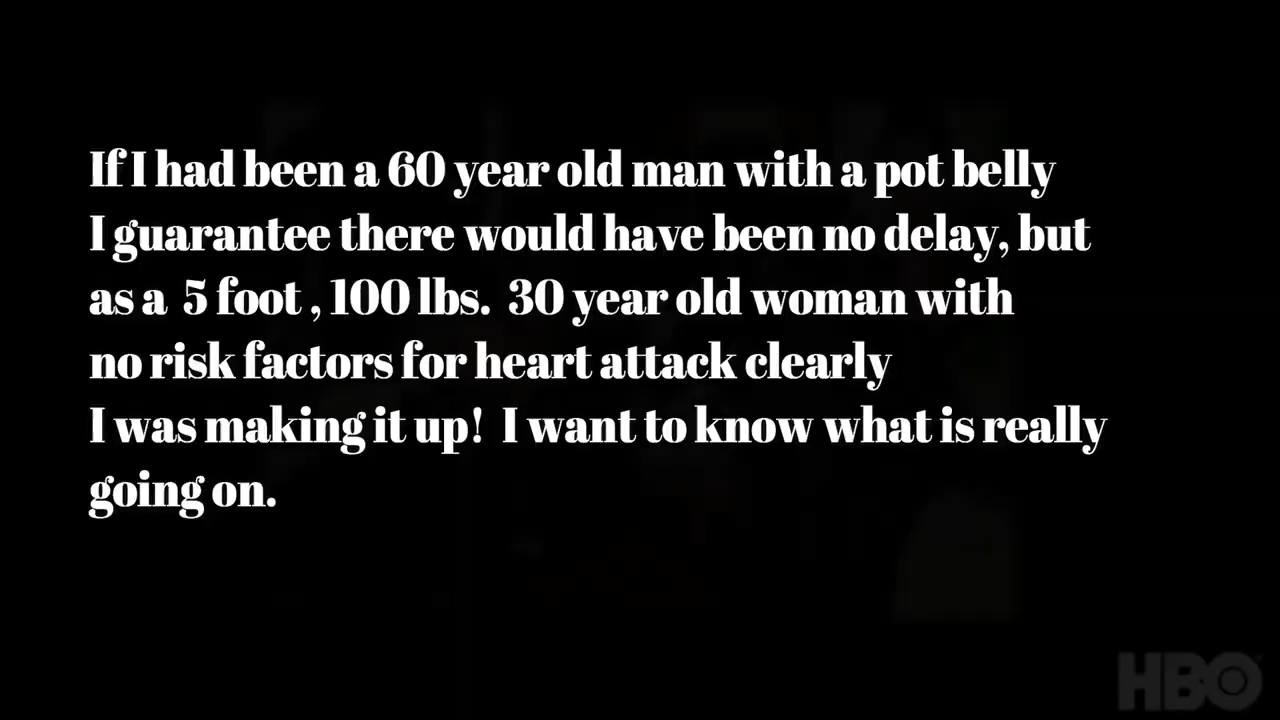 If I had been a 60 year old man with a pot belly
I guarantee there would have been no delay, but
as a  5 foot , 100 lbs.  30 year old woman with
no risk factors for heart attack clearly
I was making it up!  I want to know what is really
going on.
HBO